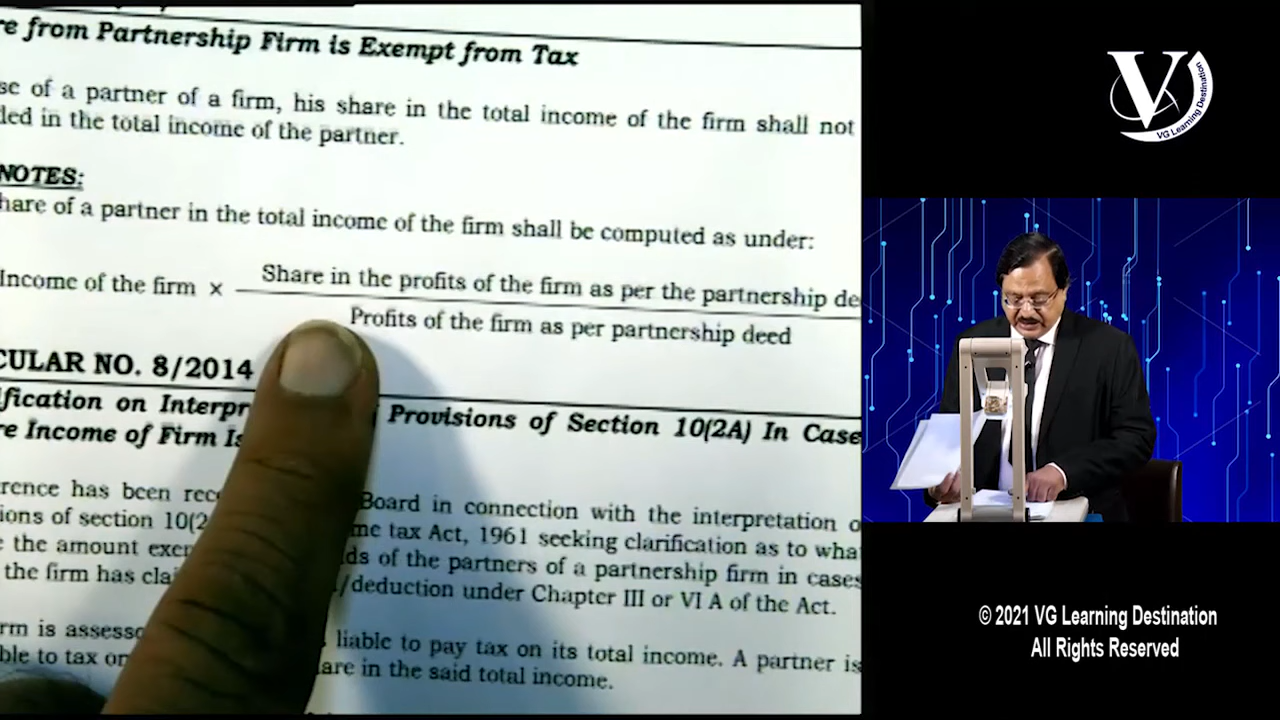 re from Partnership Firm is Exempt from Tax
se of a partner of a firm, his share in the total income of the firm shall not
led in the total income of the partner.
NOTES:
hare of a partner in the total income of the firm shall be computed as under:
Income of the firm × Share in the profits of the firm as per the partnership de
Profits of the firm as per partnership deed
CULAR NO. 8/2014
fication on Interpr Provisions of Section 10(2A) In Case
re Income of Firm Is
rence has been rec Board in connection with the interpretation o
ions of section 10(2 me tax Act, 1961 seeking clarification as to wha
e the amount exe ds of the partners of a partnership firm in cases
the firm has cla /deduction under Chapter III or VI A of the Act.
rm is assess liable to pay tax on its total income. A partner is
ble to tax on are in the said total income.
V
VG Learning Destination
© 2021 VG Learning Destination
All Rights Reserved